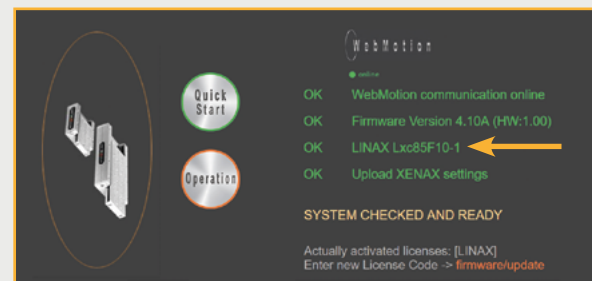 WebMotion
online
Quick
Start
Operation
OK WebMotion communication online
OK Firmware Version 4.10A (HW:1.00)
OK LINAX Lxc85F10-1
OK Upload XENAX settings
SYSTEM CHECKED AND READY
Actually activated licenses: [LINAX]
Enter new License Code -> firmware/update